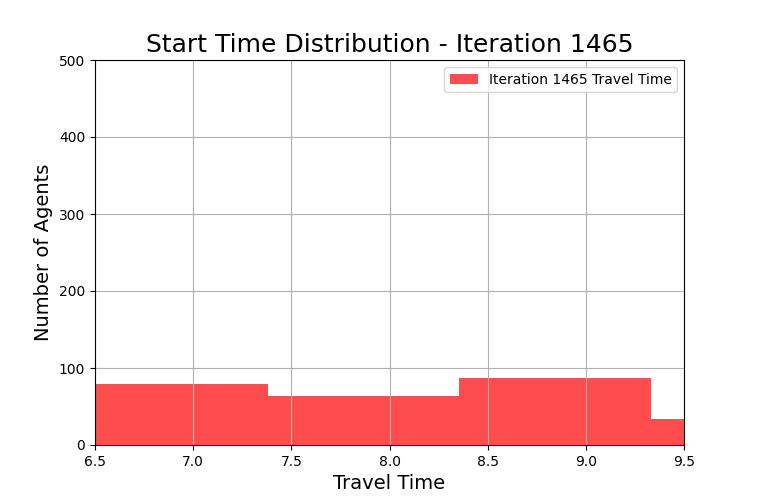 Start Time Distribution - Iteration 1465
Iteration 1465 Travel Time
Number of Agents
500
400
300
200
100
0
6.5 7.0 7.5 8.0 8.5 9.0 9.5
Travel Time